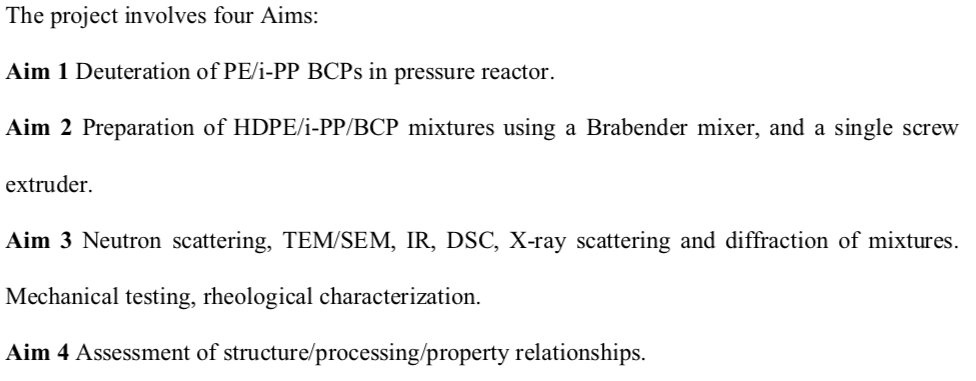 The project involves four Aims:
Aim 1 Deuteration of PE/i-PP BCPs in pressure reactor.
Aim 2 Preparation of HDPE/i-PP/BCP mixtures using a Brabender mixer, and a single screw
extruder.
Aim 3 Neutron scattering, TEM/SEM, IR, DSC, X-ray scattering and diffraction of mixtures.
Mechanical testing, rheological characterization.
Aim 4 Assessment of structure/processing/property relationships.